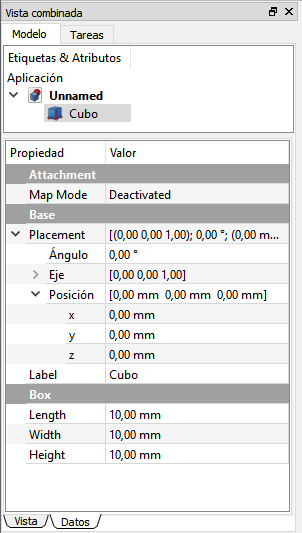 Vista combinada
Modelo Tareas
Etiquetas & Atributos
Aplicación
Unnamed
Cubo
Propiedad Valor
Attachment
Map Mode Deactivated
Base
Placement [(0,00 0,00 1,00); 0,00 °; (0,00 m...
Ángulo 0,00 °
Eje [0,00 0,00 1,00]
Posición [0,00 mm 0,00 mm 0,00 mm]
x 0,00 mm
y 0,00 mm
z 0,00 mm
Label Cubo
Box
Length 10,00 mm
Width 10,00 mm
Height 10,00 mm
Vista Datos